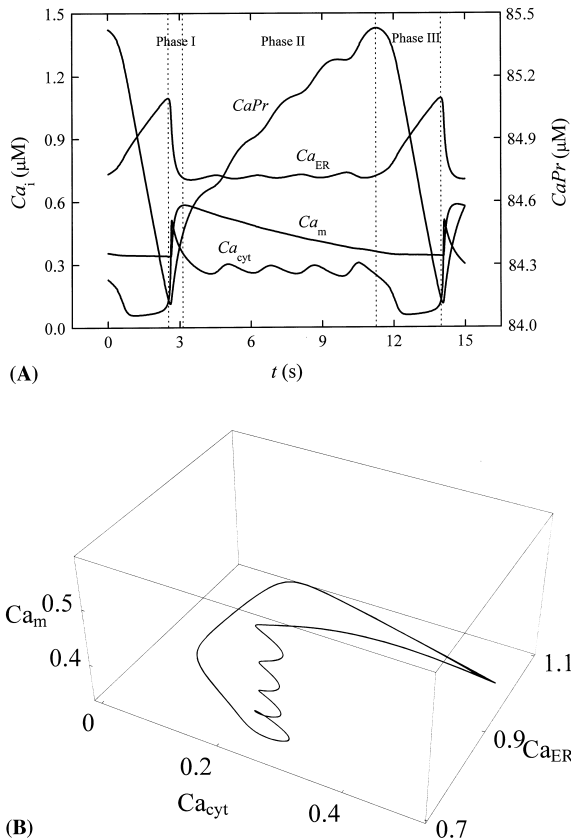 1.5
1.2
0.9
0.6
0.3
0.0
Ca_i (μM)
Phase I
Phase II
Phase III
CaPr
Ca_ER
Ca_m
Ca_cyt
85.5
85.2
84.9
84.6
84.3
84.0
CaPr (μM)
0 3 6 9 12 15
t (s)
(A)
Ca_m
0.5
0.4
0
0.2
0.4
Ca_cyt
1.1
0.9
0.7
Ca_ER
(B)